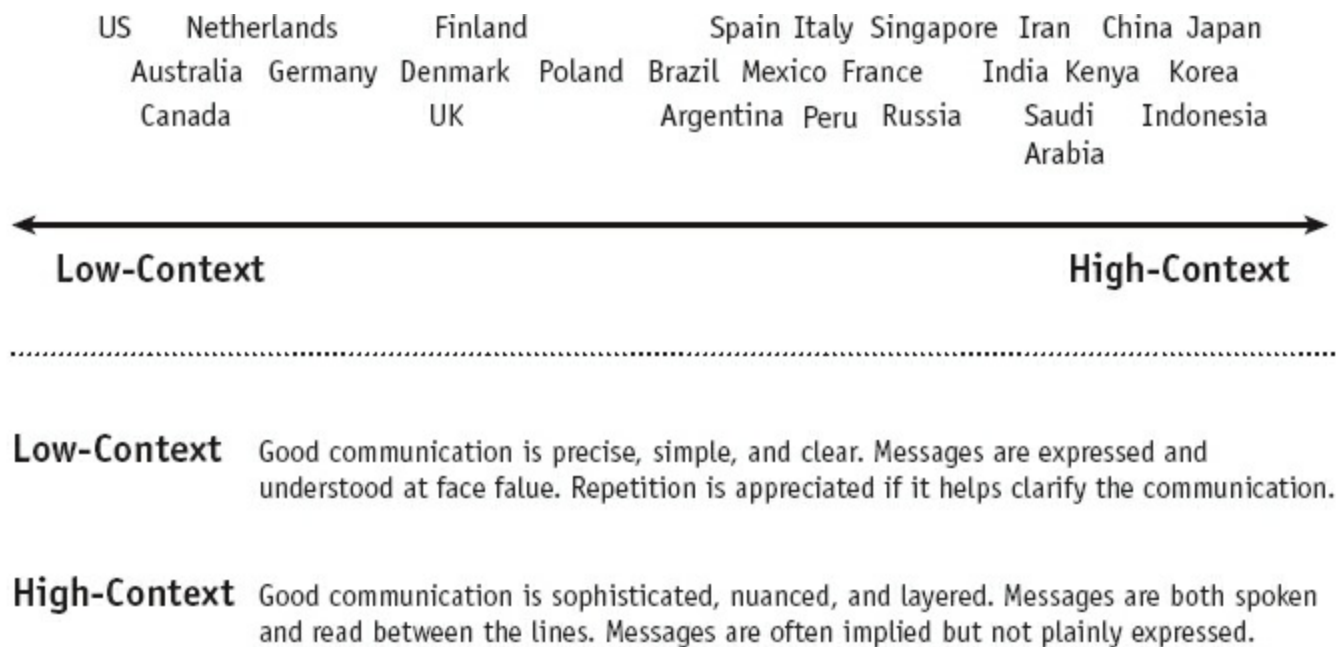 US Netherlands Finland Spain Italy Singapore Iran China Japan
Australia Germany Denmark Poland Brazil Mexico France India Kenya Korea
Canada UK Argentina Peru Russia Saudi Indonesia
Arabia
Low-Context High-Context
Low-Context Good communication is precise, simple, and clear. Messages are expressed and
understood at face falue. Repetition is appreciated if it helps clarify the communication.
High-Context Good communication is sophisticated, nuanced, and layered. Messages are both spoken
and read between the lines. Messages are often implied but not plainly expressed.